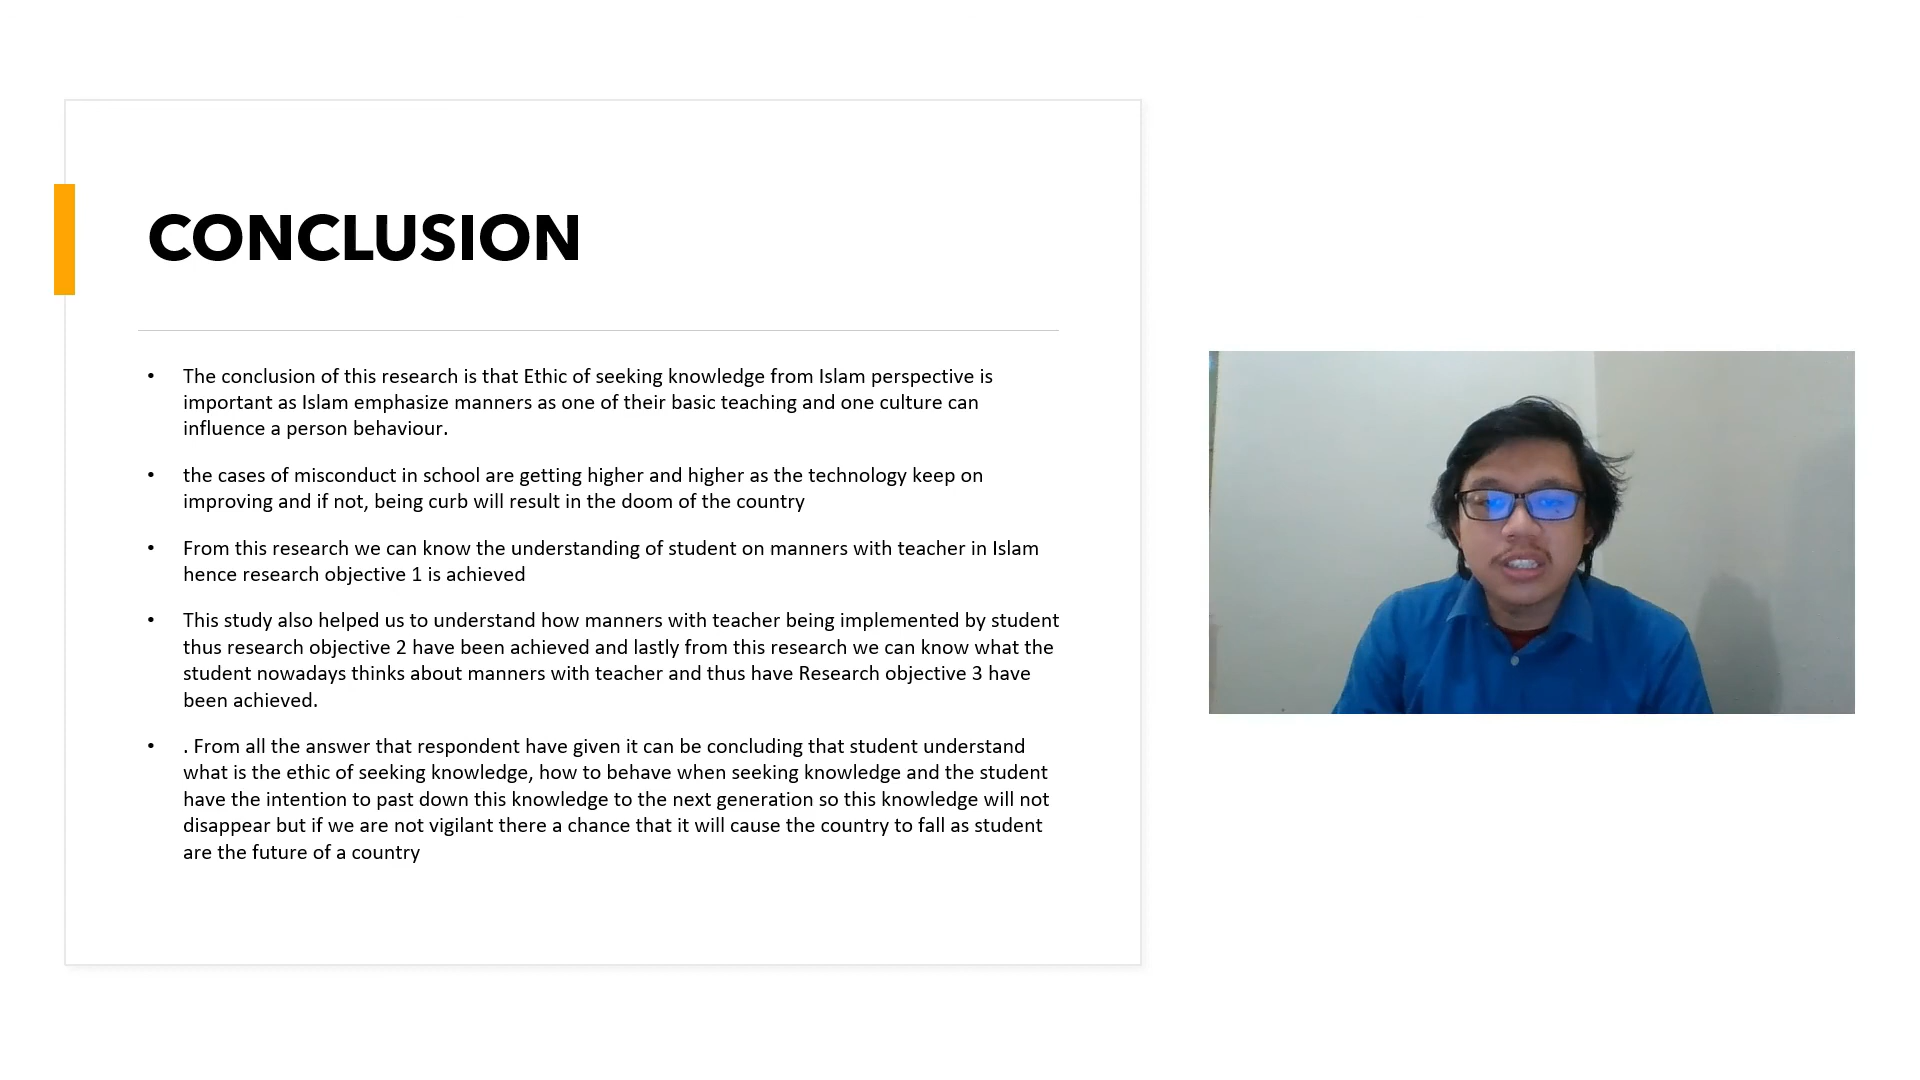 CONCLUSION
• The conclusion of this research is that Ethic of seeking knowledge from Islam perspective is
important as Islam emphasize manners as one of their basic teaching and one culture can
influence a person behaviour.
• the cases of misconduct in school are getting higher and higher as the technology keep on
improving and if not, being curb will result in the doom of the country
• From this research we can know the understanding of student on manners with teacher in Islam
hence research objective 1 is achieved
• This study also helped us to understand how manners with teacher being implemented by student
thus research objective 2 have been achieved and lastly from this research we can know what the
student nowadays thinks about manners with teacher and thus have Research objective 3 have
been achieved.
• . From all the answer that respondent have given it can be concluding that student understand
what is the ethic of seeking knowledge, how to behave when seeking knowledge and the student
have the intention to past down this knowledge to the next generation so this knowledge will not
disappear but if we are not vigilant there a chance that it will cause the country to fall as student
are the future of a country